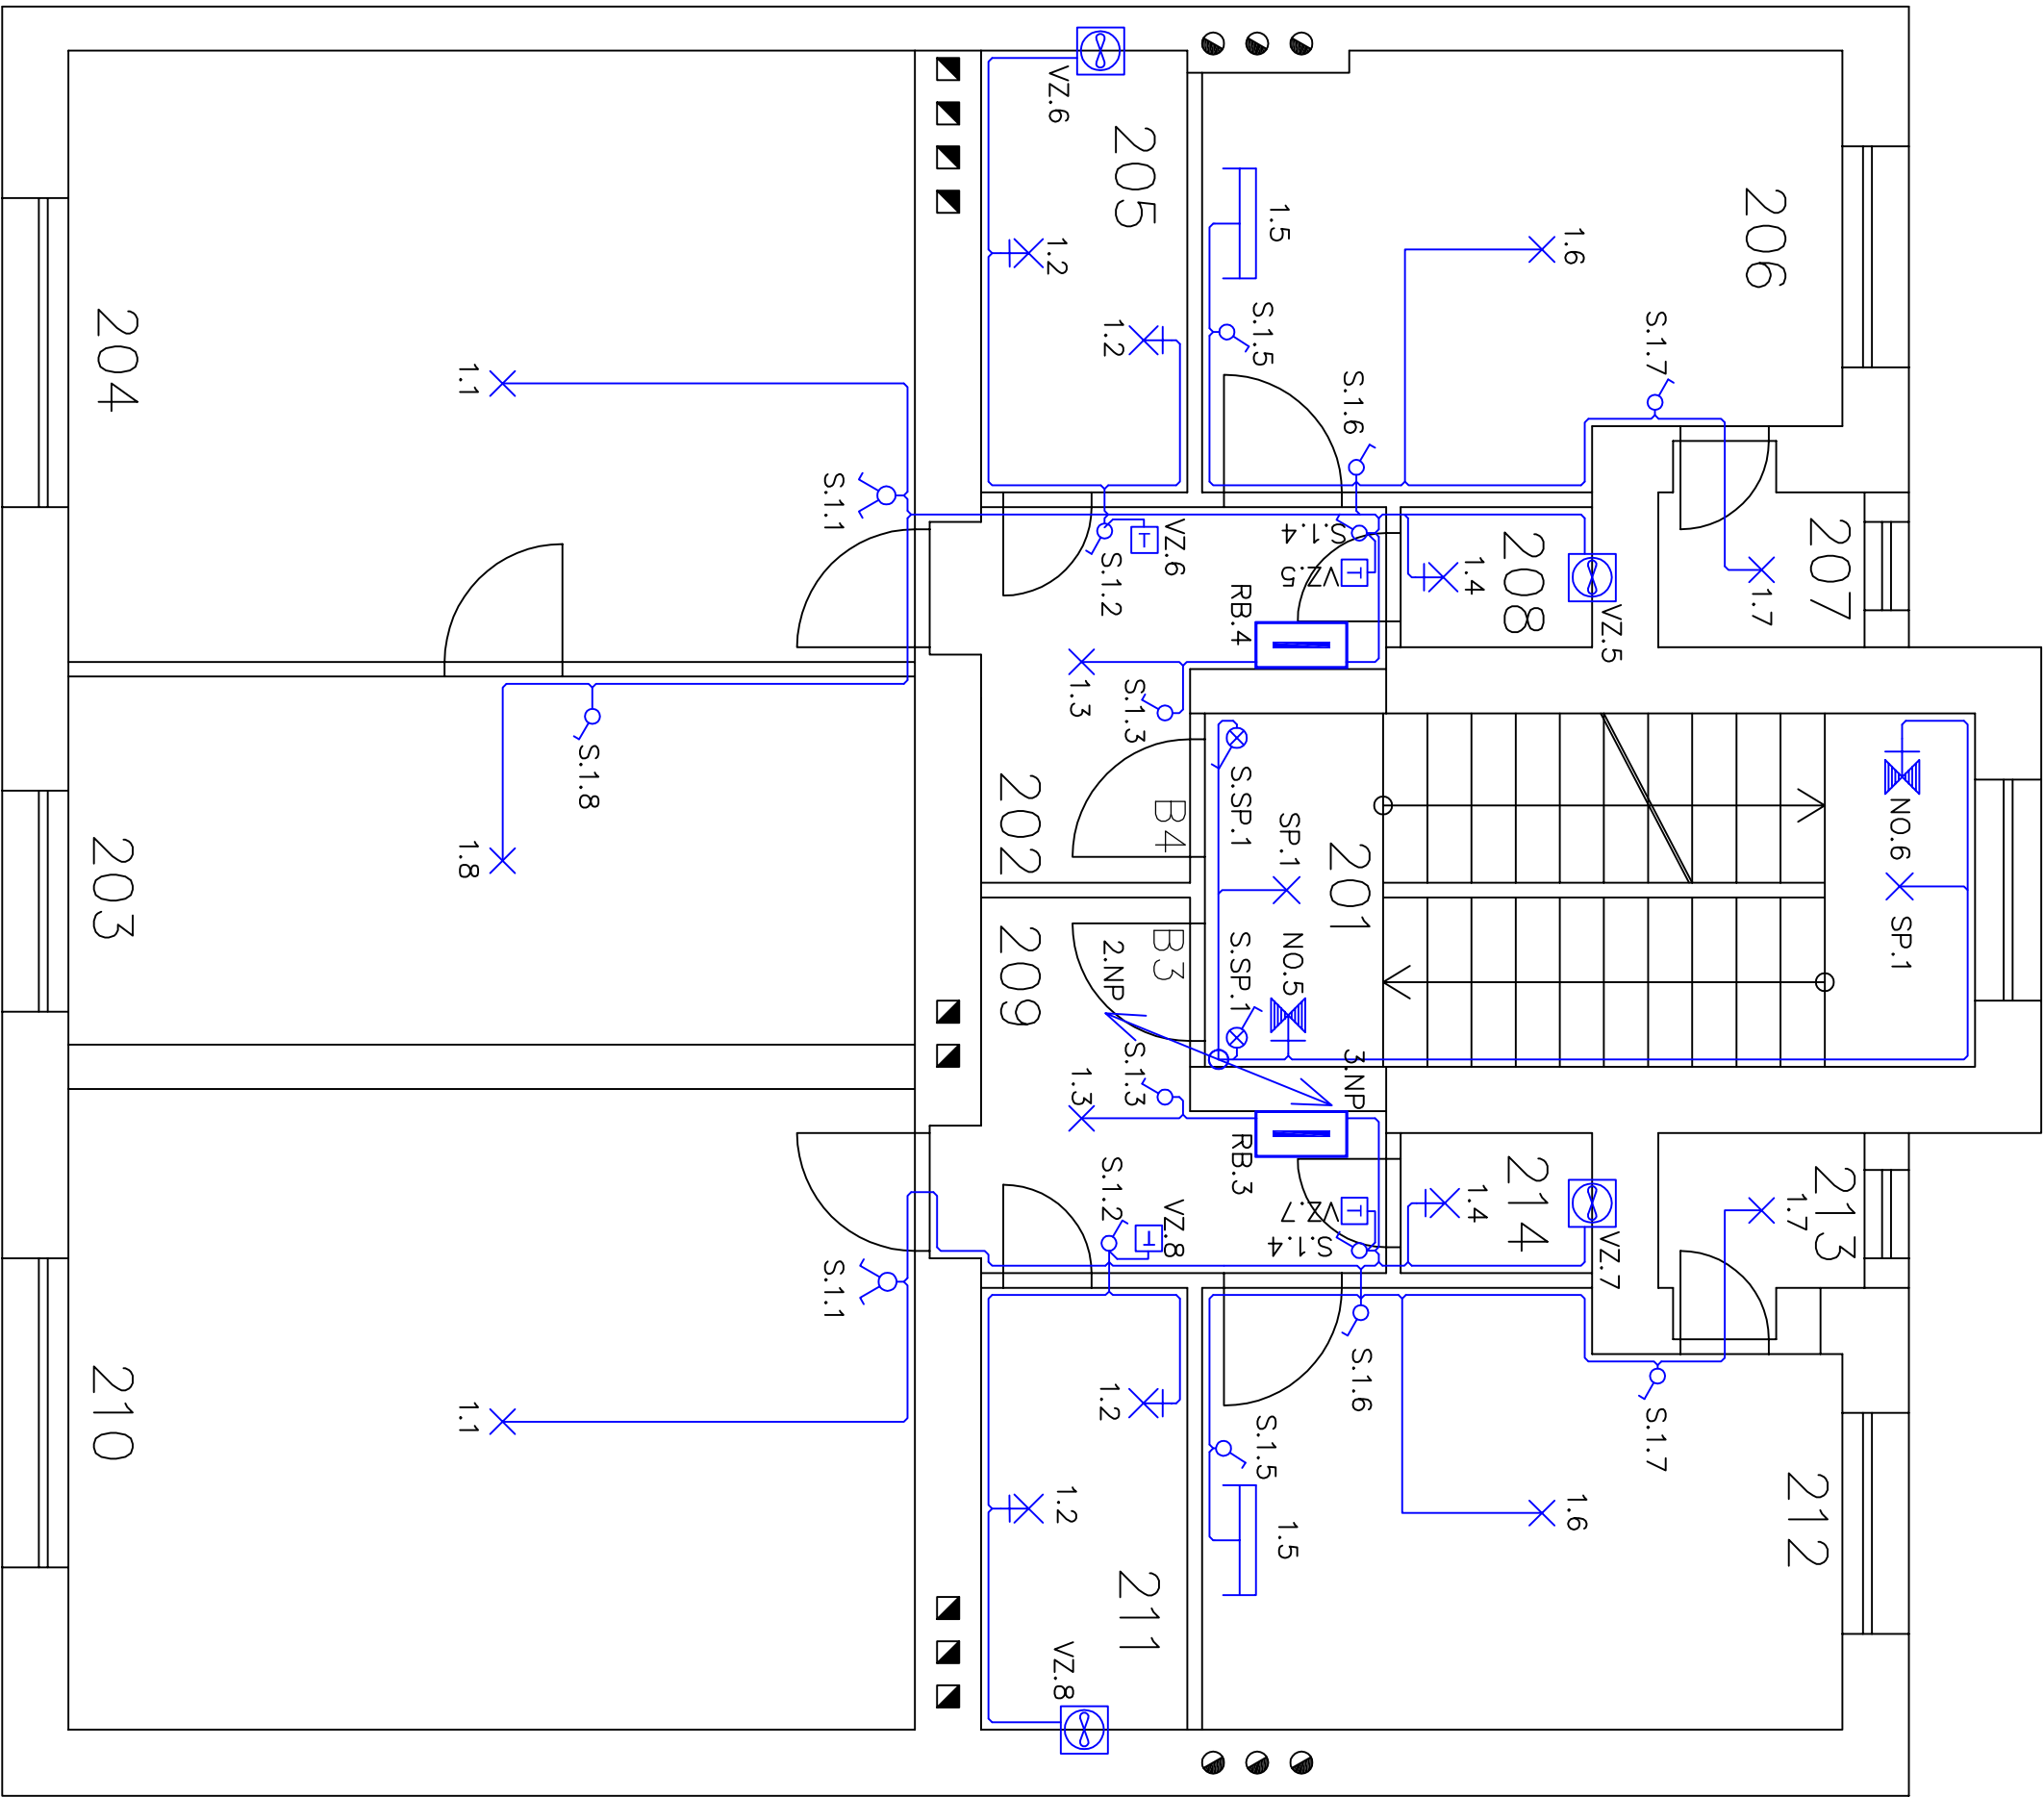 VZ.6
205
1.2
1.2
1.5
S.1.5
1.6
206
S.1.7
S.1.6
204
1.1
S.1.1
VZ.6
T
S.1.2
S.1.4
T
VZ.5
1.4
208
VZ.5
207
1.7
RB.4
1.3
S.1.3
S.1.8
1.8
203
202
B4
S.SP.1
SP.1
201
NO.6
SP.1
209
B3
2.NP
S.SP.1
NO.5
3.NP
S.1.3
1.3
RB.3
S.1.2
VZ.8
T
VZ.7
T
S.1.4
1.4
214
VZ.7
213
1.7
S.1.1
1.1
210
1.2
1.2
211
VZ.8
S.1.6
S.1.5
1.5
1.6
S.1.7
212